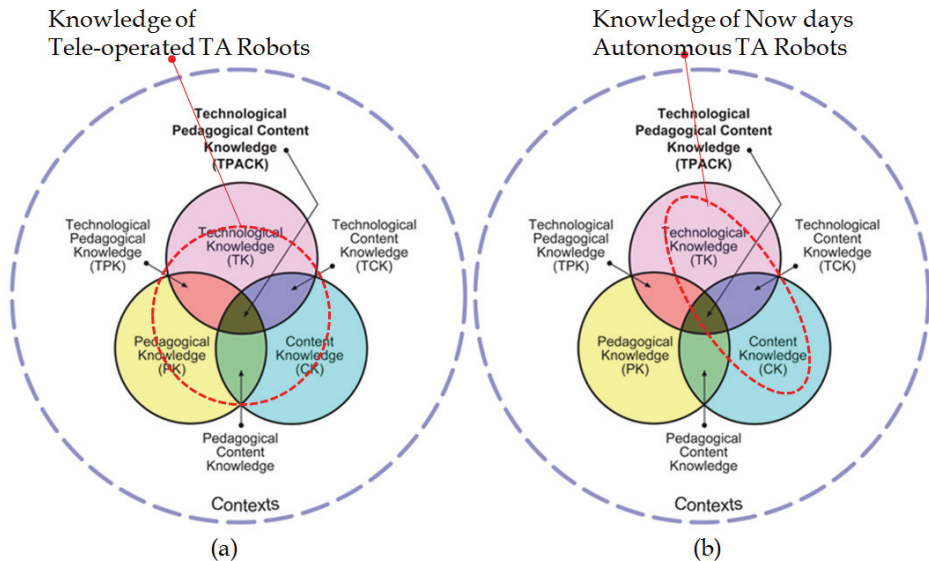 Knowledge of
Tele-operated TA Robots
Technological
Pedagogical Content
Knowledge
(TPACK)
Technological
Pedagogical
Knowledge
(TPK)
Technological
Knowledge
(TK)
Technological
Content
Knowledge
(TCK)
Pedagogical
Knowledge
(PK)
Content
Knowledge
(CK)
Pedagogical
Content
Knowledge
Contexts
(a)
Knowledge of Now days
Autonomous TA Robots
Technological
Pedagogical Content
Knowledge
(TPACK)
Technological
Pedagogical
Knowledge
(TPK)
Technological
Knowledge
(TK)
Technological
Content
Knowledge
(TCK)
Pedagogical
Knowledge
(PK)
Content
Knowledge
(CK)
Pedagogical
Content
Knowledge
Contexts
(b)